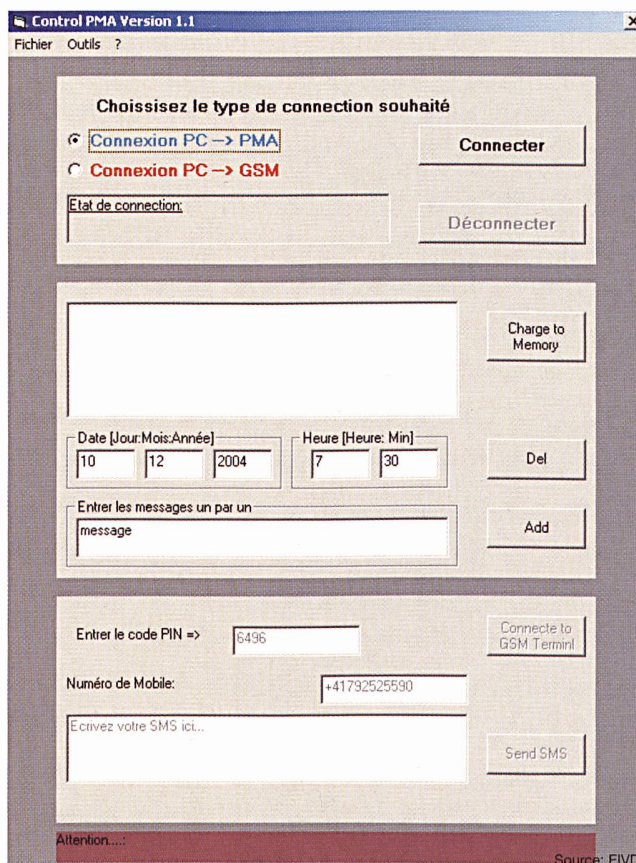 Control PMA Version 1.1
Fichier Outils ?
Choissisez le type de connection souhaité
Connexion PC --> PMA
Connecter
Connexion PC --> GSM
Etat de connection:
Déconnecter
Charge to
Memory
Date [Jour:Mois:Année]
Heure [Heure: Min]
10 12 2004 7 30
Del
Entrer les messages un par un
message
Add
Entrer le code PIN =>
6496
Connecte to
GSM Terminl
Numéro de Mobile:
+41792525590
Ecrivez votre SMS ici...
Send SMS
Attention....: